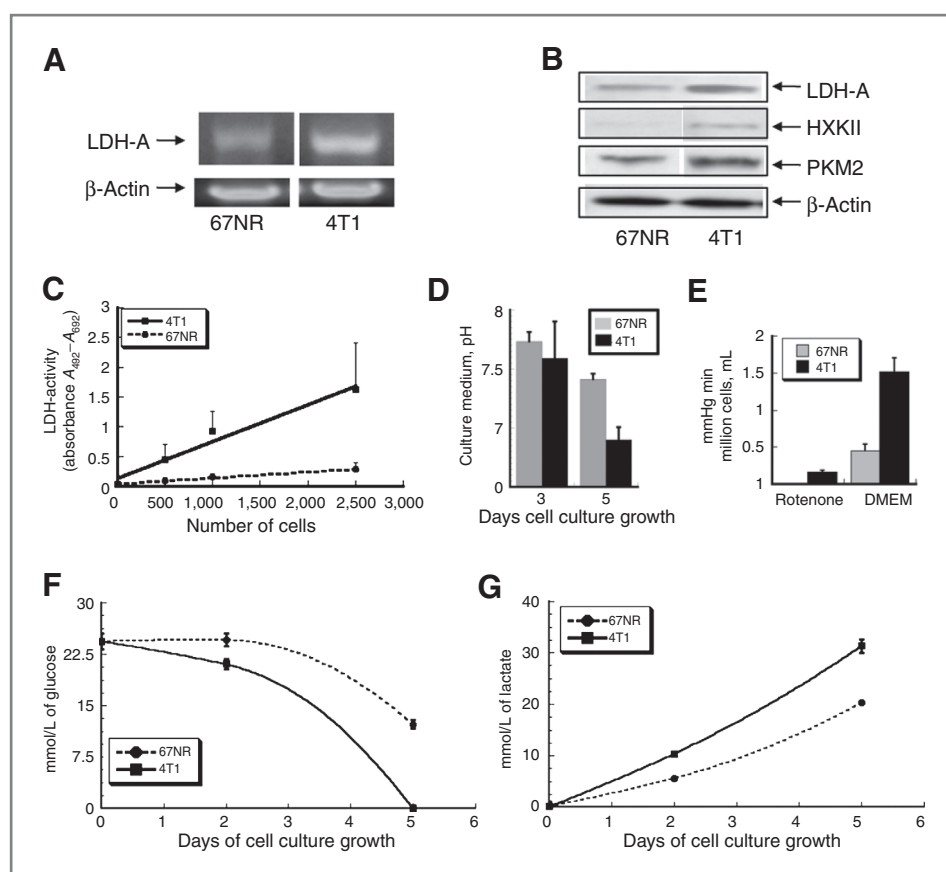 A
LDH-A
β-Actin
67NR 4T1
B
LDH-A
HXKII
PKM2
β-Actin
67NR 4T1
C
LDH-activity
(absorbance A492–A692)
3
2.5
2
1.5
1
0.5
0
4T1
67NR
0 500 1,000 1,500 2,000 2,500 3,000
Number of cells
D
Culture medium, pH
8
7.5
7
0
67NR
4T1
3 5
Days cell culture growth
E
mmHg min
million cells, mL
2
1.5
1
0.5
1
67NR
4T1
Rotenone DMEM
F
mmol/L of glucose
30
22.5
15
7.5
0
67NR
4T1
0 1 2 3 4 5 6
Days of cell culture growth
G
mmol/L of lactate
40
30
20
10
0
67NR
4T1
0 1 2 3 4 5 6
Days of cell culture growth